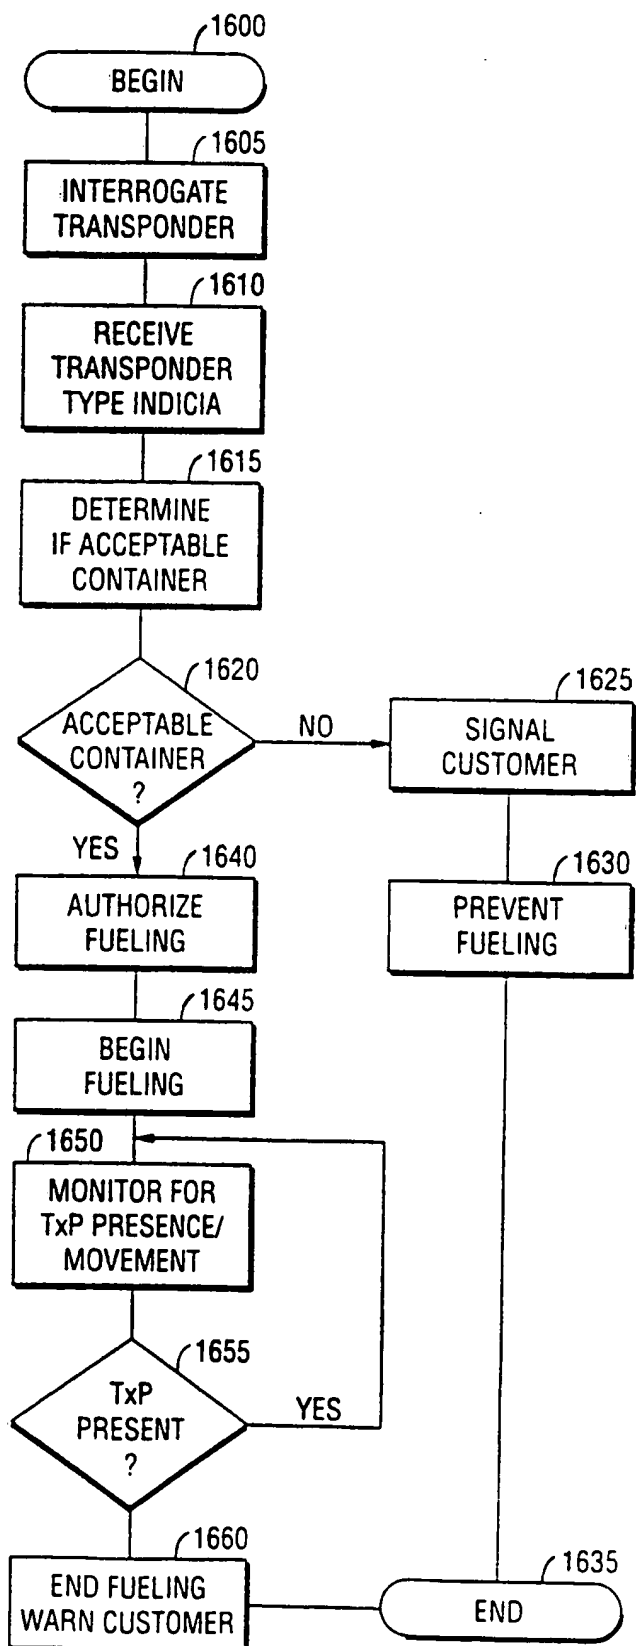 1600
BEGIN
1605
INTERROGATE
TRANSPONDER
1610
RECEIVE
TRANSPONDER
TYPE INDICIA
1615
DETERMINE
IF ACCEPTABLE
CONTAINER
1620
ACCEPTABLE
CONTAINER
?
NO
1625
SIGNAL
CUSTOMER
YES
1640
AUTHORIZE
FUELING
1630
PREVENT
FUELING
1645
BEGIN
FUELING
1650
MONITOR FOR
TxP PRESENCE/
MOVEMENT
1655
TxP
PRESENT
?
YES
1660
END FUELING
WARN CUSTOMER
1635
END